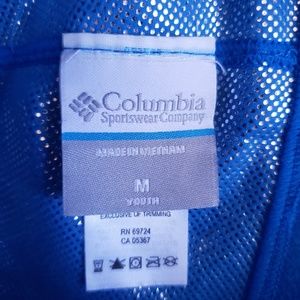 Columbia
Sportswear Company
MADE IN VIETNAM
M
YOUTH
EXCLUSIVE OF TRIMMING
RN 69724
CA 05367